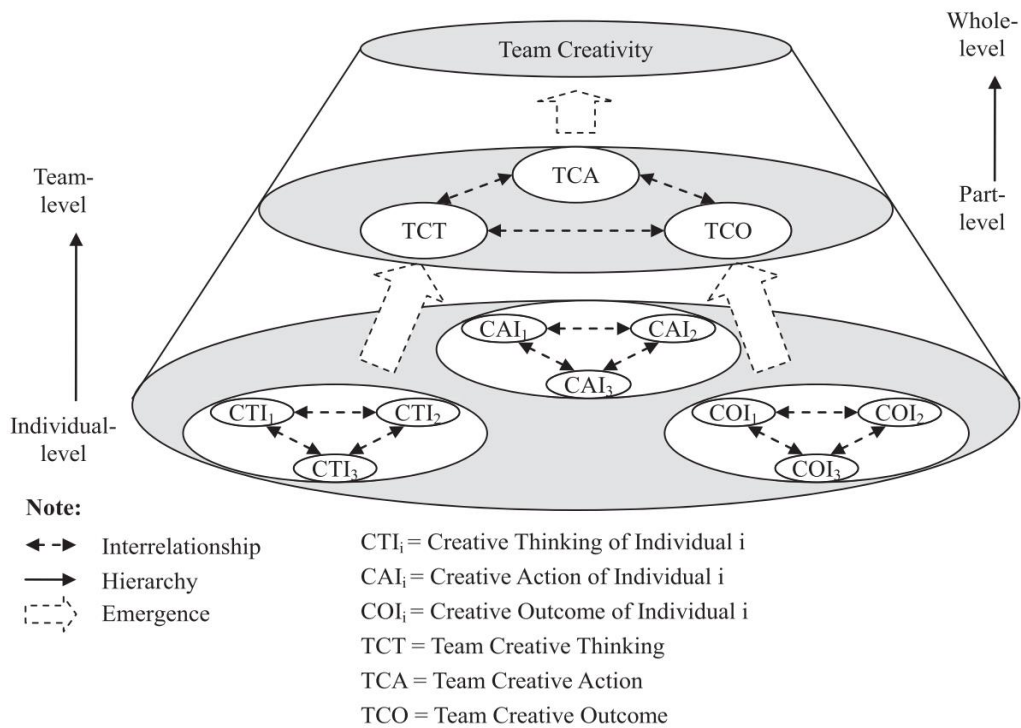 Whole-
level
Team Creativity
Team-
level
TCA
Part-
level
TCT
TCO
CAI₁
CAI₂
CAI₃
Individual-
level
CTI₁
CTI₂
CTI₃
COI₁
COI₂
COI₃
Note:
Interrelationship
Hierarchy
Emergence
CTIᵢ = Creative Thinking of Individual i
CAIᵢ = Creative Action of Individual i
COIᵢ = Creative Outcome of Individual i
TCT = Team Creative Thinking
TCA = Team Creative Action
TCO = Team Creative Outcome